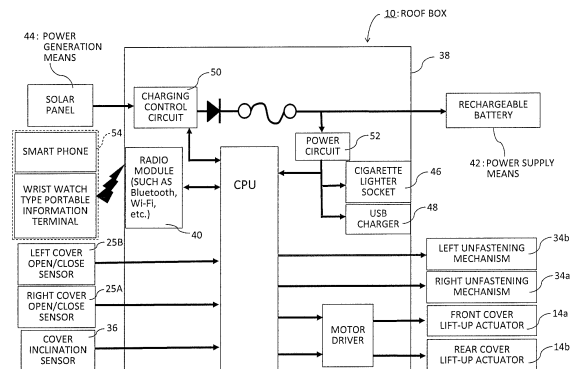 10: ROOF BOX
44: POWER
GENERATION
MEANS
50
38
SOLAR
PANEL
CHARGING
CONTROL
CIRCUIT
RECHARGEABLE
BATTERY
54
POWER
CIRCUIT
52
42: POWER SUPPLY
MEANS
SMART PHONE
WRIST WATCH
TYPE PORTABLE
INFORMATION
TERMINAL
RADIO
MODULE
(SUCH AS
Bluetooth,
Wi-Fi,
etc.)
40
CPU
CIGARETTE
LIGHTER
SOCKET
46
USB
CHARGER
48
25B
LEFT COVER
OPEN/CLOSE
SENSOR
LEFT UNFASTENING
MECHANISM
34b
25A
RIGHT COVER
OPEN/CLOSE
SENSOR
RIGHT UNFASTENING
MECHANISM
34a
36
COVER
INCLINATION
SENSOR
MOTOR
DRIVER
FRONT COVER
LIFT-UP ACTUATOR
14a
REAR COVER
LIFT-UP ACTUATOR
14b